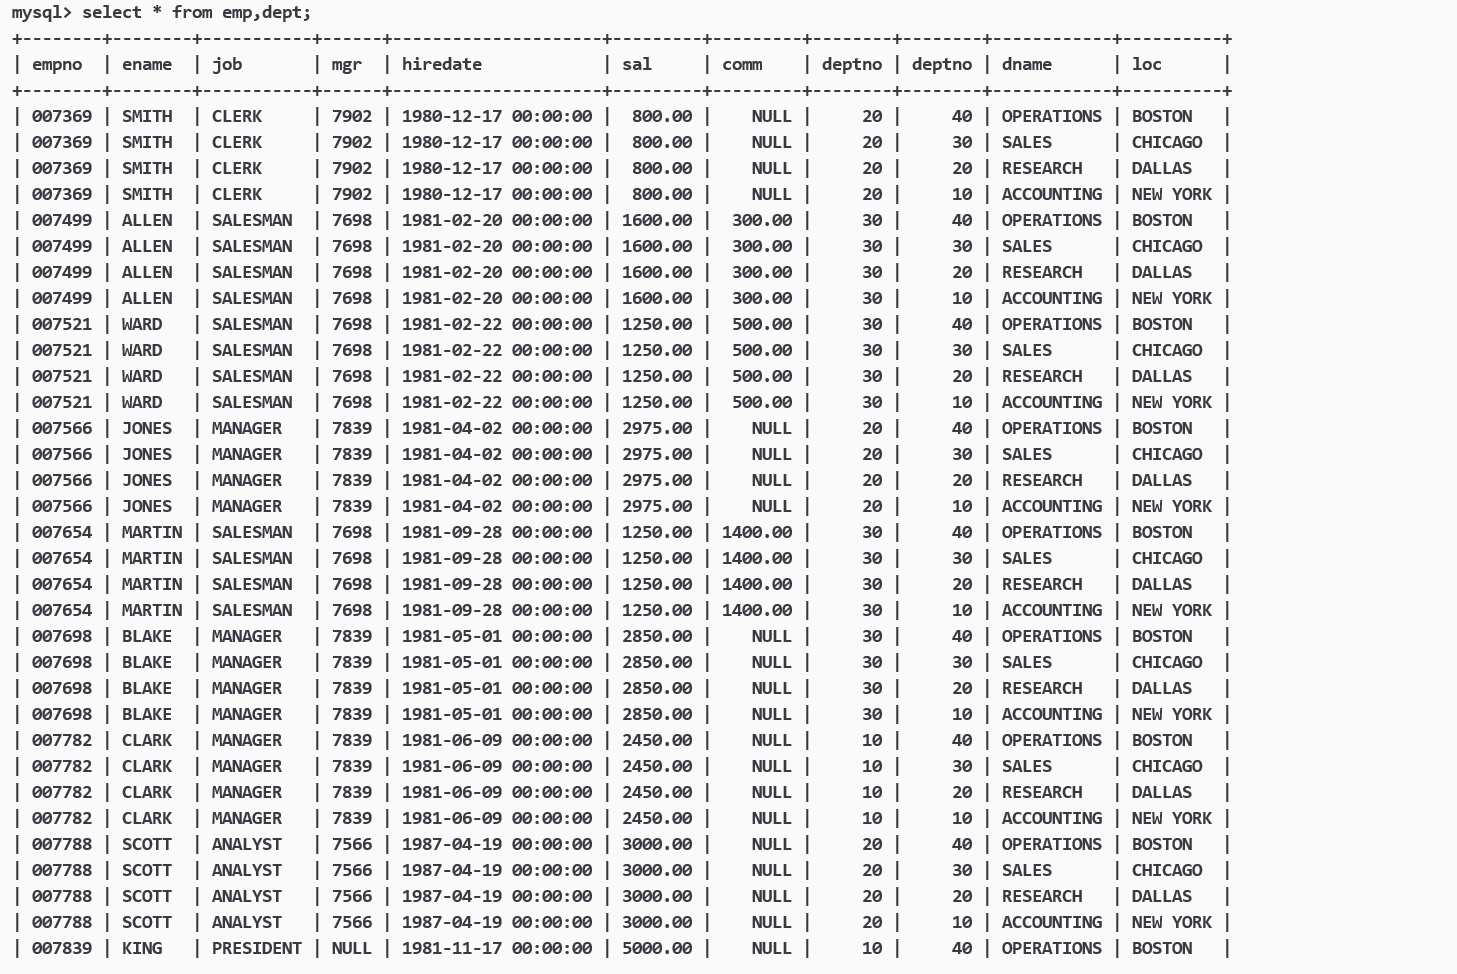 mysql> select * from emp,dept;
+--------+--------+-----------+------+---------------------+---------+---------+--------+--------+------------+----------+
| empno  | ename  | job       | mgr  | hiredate            | sal     | comm    | deptno | deptno | dname      | loc      |
+--------+--------+-----------+------+---------------------+---------+---------+--------+--------+------------+----------+
| 007369 | SMITH  | CLERK     | 7902 | 1980-12-17 00:00:00 |  800.00 |    NULL |     20 |     40 | OPERATIONS | BOSTON   |
| 007369 | SMITH  | CLERK     | 7902 | 1980-12-17 00:00:00 |  800.00 |    NULL |     20 |     30 | SALES      | CHICAGO  |
| 007369 | SMITH  | CLERK     | 7902 | 1980-12-17 00:00:00 |  800.00 |    NULL |     20 |     20 | RESEARCH   | DALLAS   |
| 007369 | SMITH  | CLERK     | 7902 | 1980-12-17 00:00:00 |  800.00 |    NULL |     20 |     10 | ACCOUNTING | NEW YORK |
| 007499 | ALLEN  | SALESMAN  | 7698 | 1981-02-20 00:00:00 | 1600.00 |  300.00 |     30 |     40 | OPERATIONS | BOSTON   |
| 007499 | ALLEN  | SALESMAN  | 7698 | 1981-02-20 00:00:00 | 1600.00 |  300.00 |     30 |     30 | SALES      | CHICAGO  |
| 007499 | ALLEN  | SALESMAN  | 7698 | 1981-02-20 00:00:00 | 1600.00 |  300.00 |     30 |     20 | RESEARCH   | DALLAS   |
| 007499 | ALLEN  | SALESMAN  | 7698 | 1981-02-20 00:00:00 | 1600.00 |  300.00 |     30 |     10 | ACCOUNTING | NEW YORK |
| 007521 | WARD   | SALESMAN  | 7698 | 1981-02-22 00:00:00 | 1250.00 |  500.00 |     30 |     40 | OPERATIONS | BOSTON   |
| 007521 | WARD   | SALESMAN  | 7698 | 1981-02-22 00:00:00 | 1250.00 |  500.00 |     30 |     30 | SALES      | CHICAGO  |
| 007521 | WARD   | SALESMAN  | 7698 | 1981-02-22 00:00:00 | 1250.00 |  500.00 |     30 |     20 | RESEARCH   | DALLAS   |
| 007521 | WARD   | SALESMAN  | 7698 | 1981-02-22 00:00:00 | 1250.00 |  500.00 |     30 |     10 | ACCOUNTING | NEW YORK |
| 007566 | JONES  | MANAGER   | 7839 | 1981-04-02 00:00:00 | 2975.00 |    NULL |     20 |     40 | OPERATIONS | BOSTON   |
| 007566 | JONES  | MANAGER   | 7839 | 1981-04-02 00:00:00 | 2975.00 |    NULL |     20 |     30 | SALES      | CHICAGO  |
| 007566 | JONES  | MANAGER   | 7839 | 1981-04-02 00:00:00 | 2975.00 |    NULL |     20 |     20 | RESEARCH   | DALLAS   |
| 007566 | JONES  | MANAGER   | 7839 | 1981-04-02 00:00:00 | 2975.00 |    NULL |     20 |     10 | ACCOUNTING | NEW YORK |
| 007654 | MARTIN | SALESMAN  | 7698 | 1981-09-28 00:00:00 | 1250.00 | 1400.00 |     30 |     40 | OPERATIONS | BOSTON   |
| 007654 | MARTIN | SALESMAN  | 7698 | 1981-09-28 00:00:00 | 1250.00 | 1400.00 |     30 |     30 | SALES      | CHICAGO  |
| 007654 | MARTIN | SALESMAN  | 7698 | 1981-09-28 00:00:00 | 1250.00 | 1400.00 |     30 |     20 | RESEARCH   | DALLAS   |
| 007654 | MARTIN | SALESMAN  | 7698 | 1981-09-28 00:00:00 | 1250.00 | 1400.00 |     30 |     10 | ACCOUNTING | NEW YORK |
| 007698 | BLAKE  | MANAGER   | 7839 | 1981-05-01 00:00:00 | 2850.00 |    NULL |     30 |     40 | OPERATIONS | BOSTON   |
| 007698 | BLAKE  | MANAGER   | 7839 | 1981-05-01 00:00:00 | 2850.00 |    NULL |     30 |     30 | SALES      | CHICAGO  |
| 007698 | BLAKE  | MANAGER   | 7839 | 1981-05-01 00:00:00 | 2850.00 |    NULL |     30 |     20 | RESEARCH   | DALLAS   |
| 007698 | BLAKE  | MANAGER   | 7839 | 1981-05-01 00:00:00 | 2850.00 |    NULL |     30 |     10 | ACCOUNTING | NEW YORK |
| 007782 | CLARK  | MANAGER   | 7839 | 1981-06-09 00:00:00 | 2450.00 |    NULL |     10 |     40 | OPERATIONS | BOSTON   |
| 007782 | CLARK  | MANAGER   | 7839 | 1981-06-09 00:00:00 | 2450.00 |    NULL |     10 |     30 | SALES      | CHICAGO  |
| 007782 | CLARK  | MANAGER   | 7839 | 1981-06-09 00:00:00 | 2450.00 |    NULL |     10 |     20 | RESEARCH   | DALLAS   |
| 007782 | CLARK  | MANAGER   | 7839 | 1981-06-09 00:00:00 | 2450.00 |    NULL |     10 |     10 | ACCOUNTING | NEW YORK |
| 007788 | SCOTT  | ANALYST   | 7566 | 1987-04-19 00:00:00 | 3000.00 |    NULL |     20 |     40 | OPERATIONS | BOSTON   |
| 007788 | SCOTT  | ANALYST   | 7566 | 1987-04-19 00:00:00 | 3000.00 |    NULL |     20 |     30 | SALES      | CHICAGO  |
| 007788 | SCOTT  | ANALYST   | 7566 | 1987-04-19 00:00:00 | 3000.00 |    NULL |     20 |     20 | RESEARCH   | DALLAS   |
| 007788 | SCOTT  | ANALYST   | 7566 | 1987-04-19 00:00:00 | 3000.00 |    NULL |     20 |     10 | ACCOUNTING | NEW YORK |
| 007839 | KING   | PRESIDENT | NULL | 1981-11-17 00:00:00 | 5000.00 |    NULL |     10 |     40 | OPERATIONS | BOSTON   |